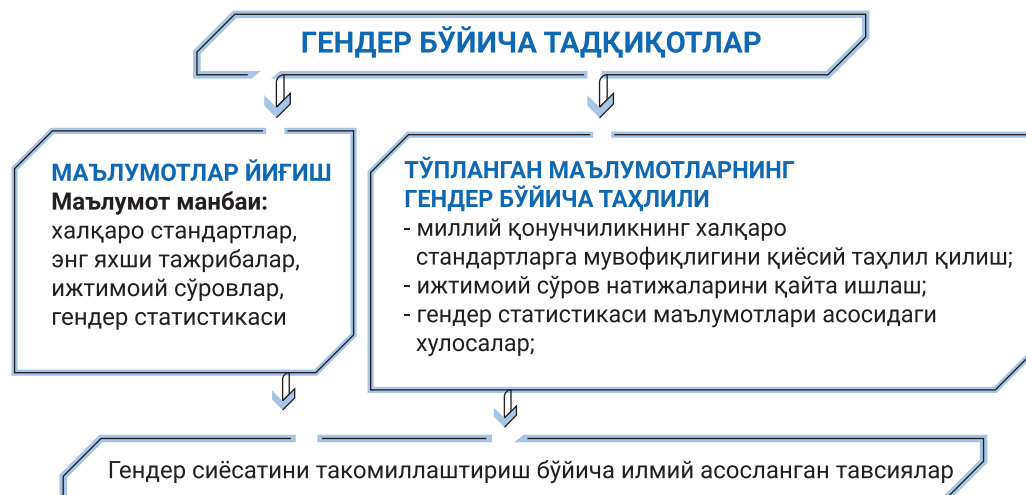 ГЕНДЕР БЎЙИЧА ТАДҚИҚОТЛАР
МАЪЛУМОТЛАР ЙИҒИШ
Маълумот манбаи:
халқаро стандартлар,
энг яхши тажрибалар,
ижтимоий сўровлар,
гендер статистикаси
ТЎПЛАНГАН МАЪЛУМОТЛАРНИНГ
ГЕНДЕР БЎЙИЧА ТАҲЛИЛИ
- миллий қонунчиликнинг халқаро
стандартларга мувофиқлигини қиёсий таҳлил қилиш;
- ижтимоий сўров натижаларини қайта ишлаш;
- гендер статистикаси маълумотлари асосидаги
хулосалар;
Гендер сиёсатини такомиллаштириш бўйича илмий асосланган тавсиялар